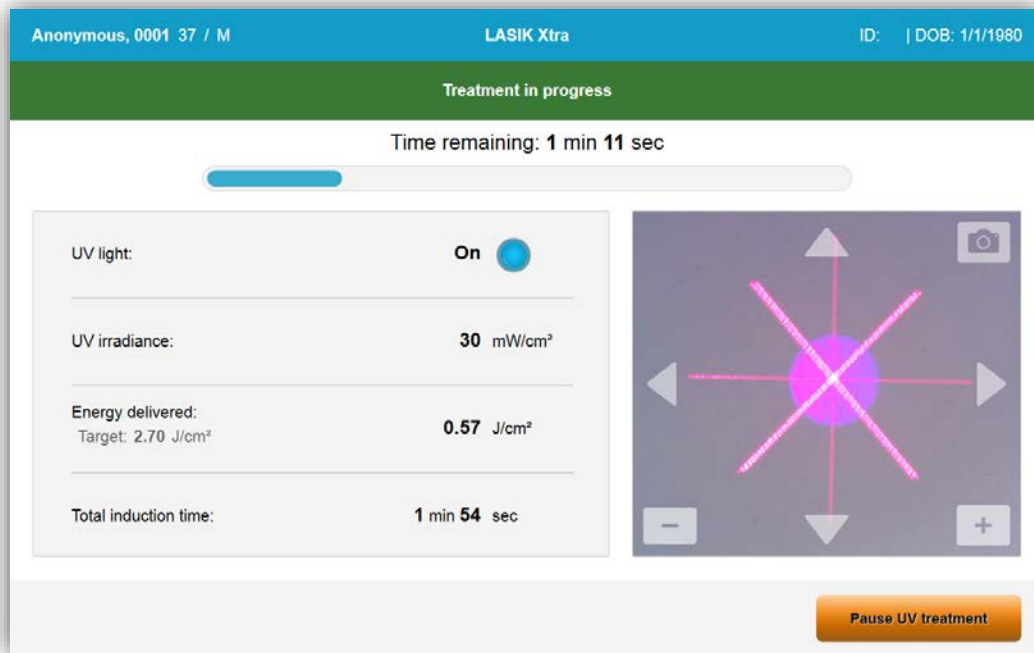 Anonymous, 0001 37 / M LASIK Xtra ID: | DOB: 1/1/1980
Treatment in progress
Time remaining: 1 min 11 sec
UV light: On
UV irradiance: 30 mW/cm²
Energy delivered:
Target: 2.70 J/cm²
0.57 J/cm²
Total induction time: 1 min 54 sec
Pause UV treatment